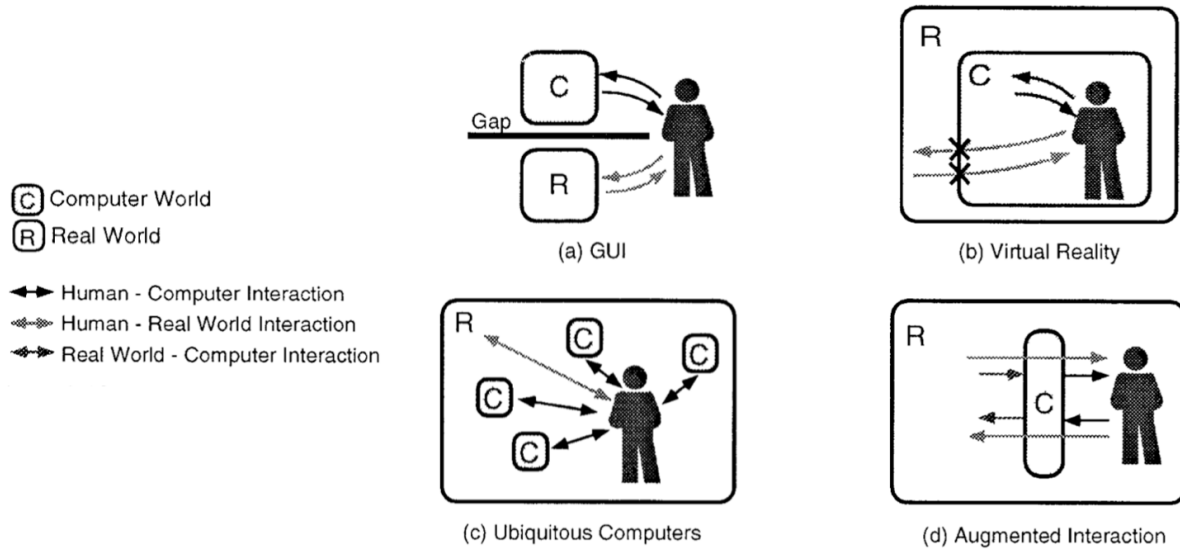 C
Gap
R
(a) GUI
R
C
(b) Virtual Reality
C Computer World
R Real World
Human - Computer Interaction
Human - Real World Interaction
Real World - Computer Interaction
R
C
C
C
C
(c) Ubiquitous Computers
R
C
(d) Augmented Interaction